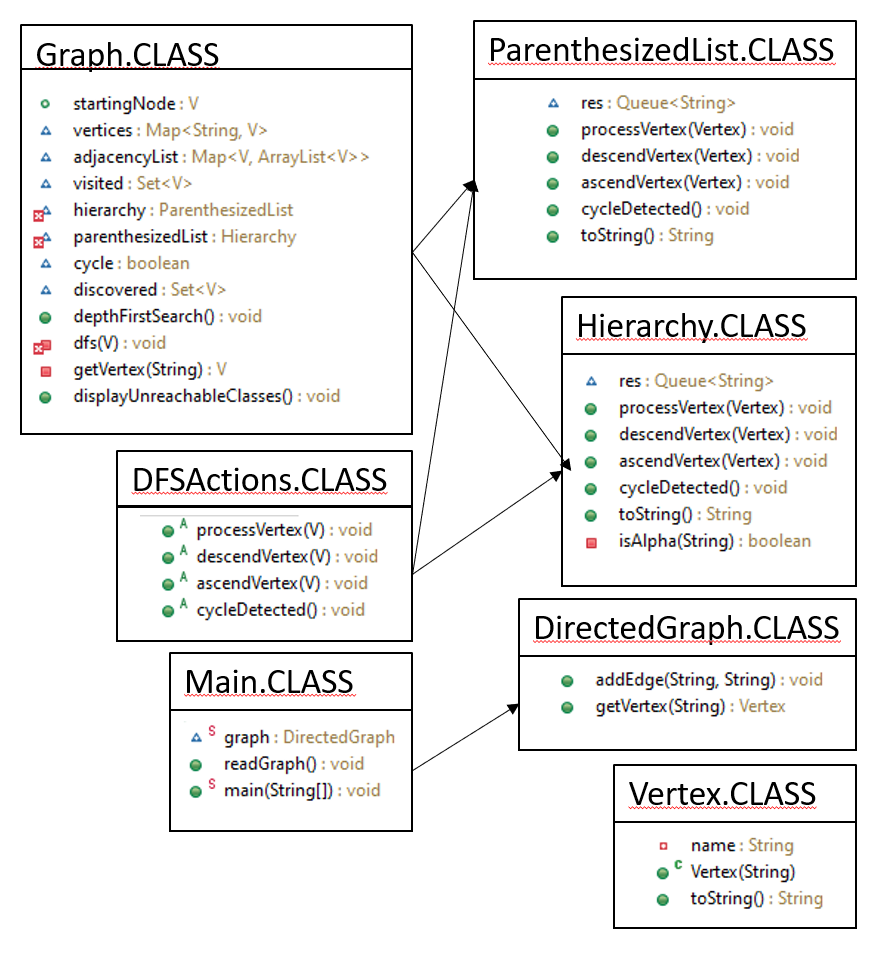 Graph.CLASS
startingNode : V
vertices : Map<String, V>
adjacencyList : Map<V, ArrayList<V>>
visited : Set<V>
hierarchy : ParenthesizedList
parenthesizedList : Hierarchy
cycle : boolean
discovered : Set<V>
depthFirstSearch() : void
dfs(V) : void
getVertex(String) : V
displayUnreachableClasses() : void
ParenthesizedList.CLASS
res : Queue<String>
processVertex(Vertex) : void
descendVertex(Vertex) : void
ascendVertex(Vertex) : void
cycleDetected() : void
toString() : String
Hierarchy.CLASS
res : Queue<String>
processVertex(Vertex) : void
descendVertex(Vertex) : void
ascendVertex(Vertex) : void
cycleDetected() : void
toString() : String
isAlpha(String) : boolean
DFSActions.CLASS
A processVertex(V) : void
A descendVertex(V) : void
A ascendVertex(V) : void
A cycleDetected() : void
DirectedGraph.CLASS
addEdge(String, String) : void
getVertex(String) : Vertex
Main.CLASS
S graph : DirectedGraph
readGraph() : void
S main(String[]) : void
Vertex.CLASS
name : String
C Vertex(String)
toString() : String